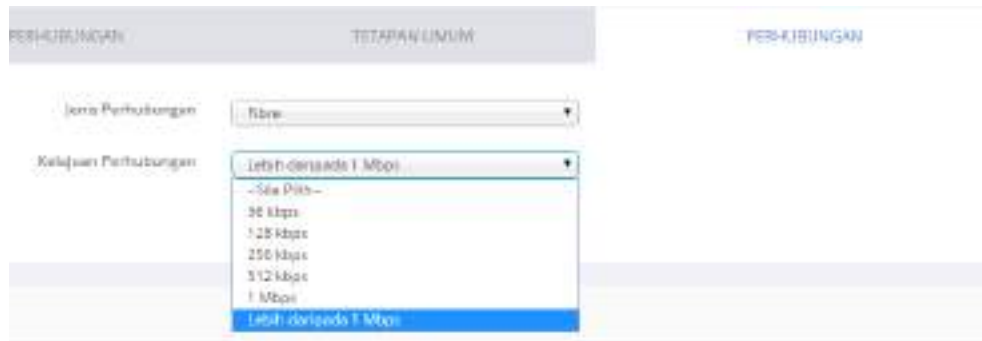 PERHUBUNGAN TETAPAN UMUM PERHUBUNGAN
Jenis Perhubungan Fibre
Kelajuan Perhubungan Lebih daripada 1 Mbps
--Sila Pilih--
56 kbps
128 kbps
256 kbps
512 kbps
1 Mbps
Lebih daripada 1 Mbps